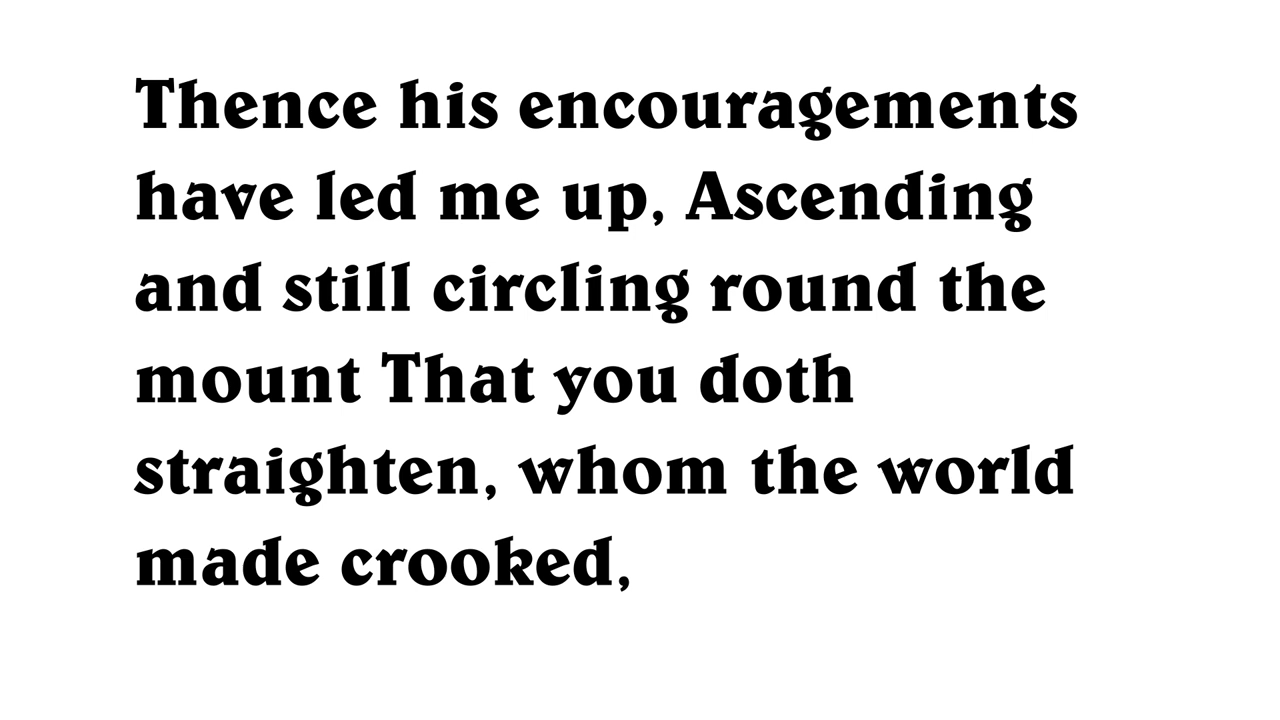 Thence his encouragements
have led me up, Ascending
and still circling round the
mount That you doth
straighten, whom the world
made crooked,